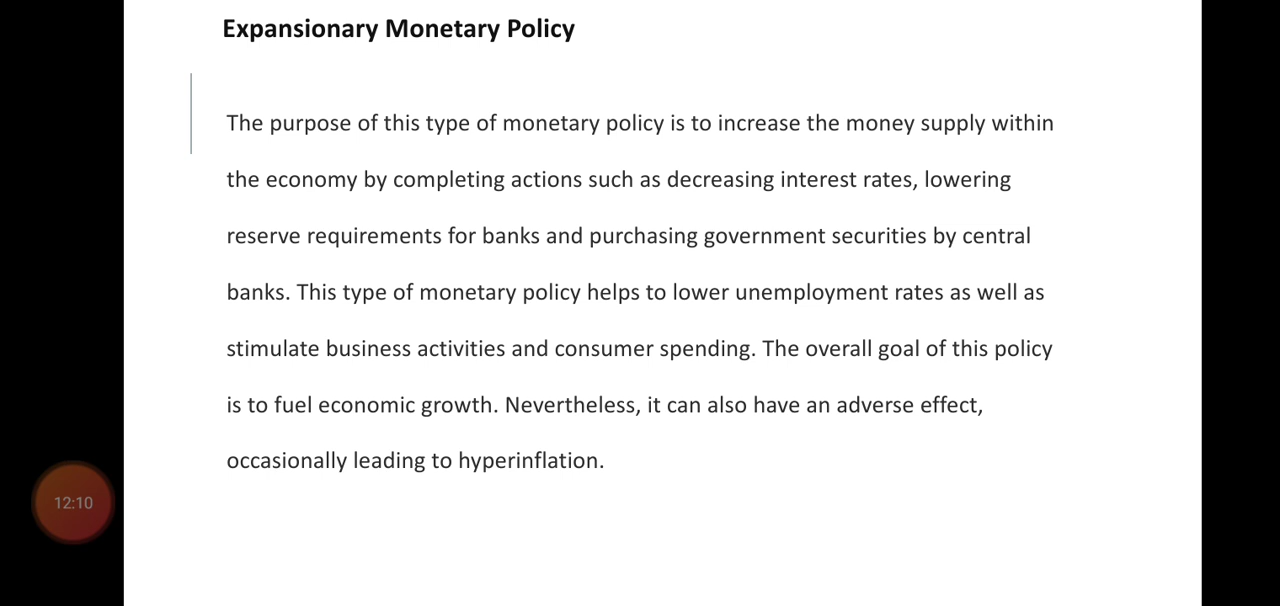 Expansionary Monetary Policy
The purpose of this type of monetary policy is to increase the money supply within
the economy by completing actions such as decreasing interest rates, lowering
reserve requirements for banks and purchasing government securities by central
banks. This type of monetary policy helps to lower unemployment rates as well as
stimulate business activities and consumer spending. The overall goal of this policy
is to fuel economic growth. Nevertheless, it can also have an adverse effect,
occasionally leading to hyperinflation.
12:10